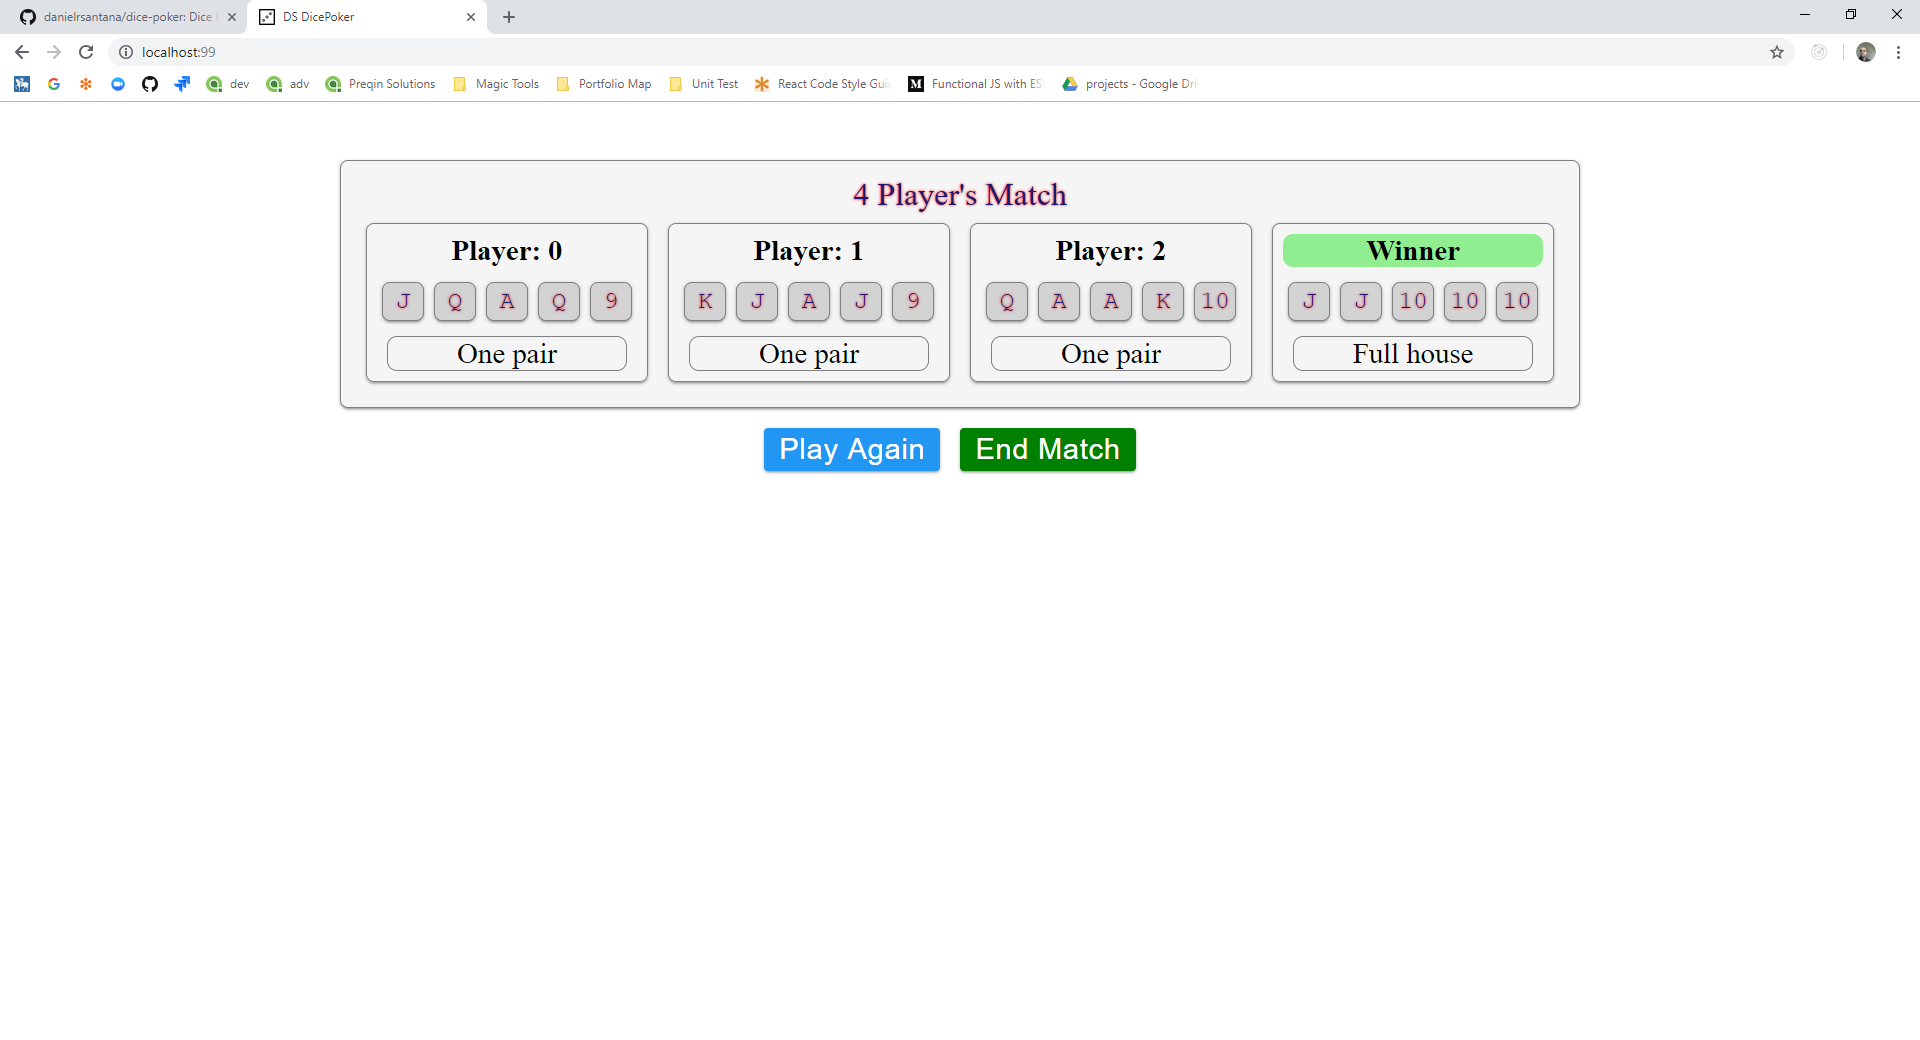 danielrsantana/dice-poker: Dice
DS DicePoker
localhost:99
dev
adv
Preqin Solutions
Magic Tools
Portfolio Map
Unit Test
React Code Style Gui
Functional JS with ES
projects - Google Dri
4 Player's Match
Player: 0
J Q A Q 9
One pair
Player: 1
K J A J 9
One pair
Player: 2
Q A A K 10
One pair
Winner
J J 10 10 10
Full house
Play Again
End Match